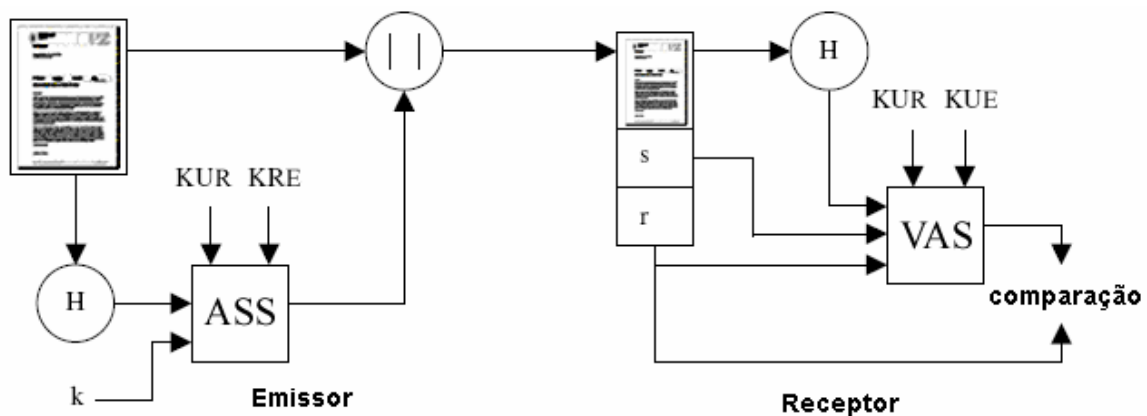 | |
H
KUR KUE
s
KUR KRE
r
VAS
H
ASS
comparação
k
Emissor
Receptor